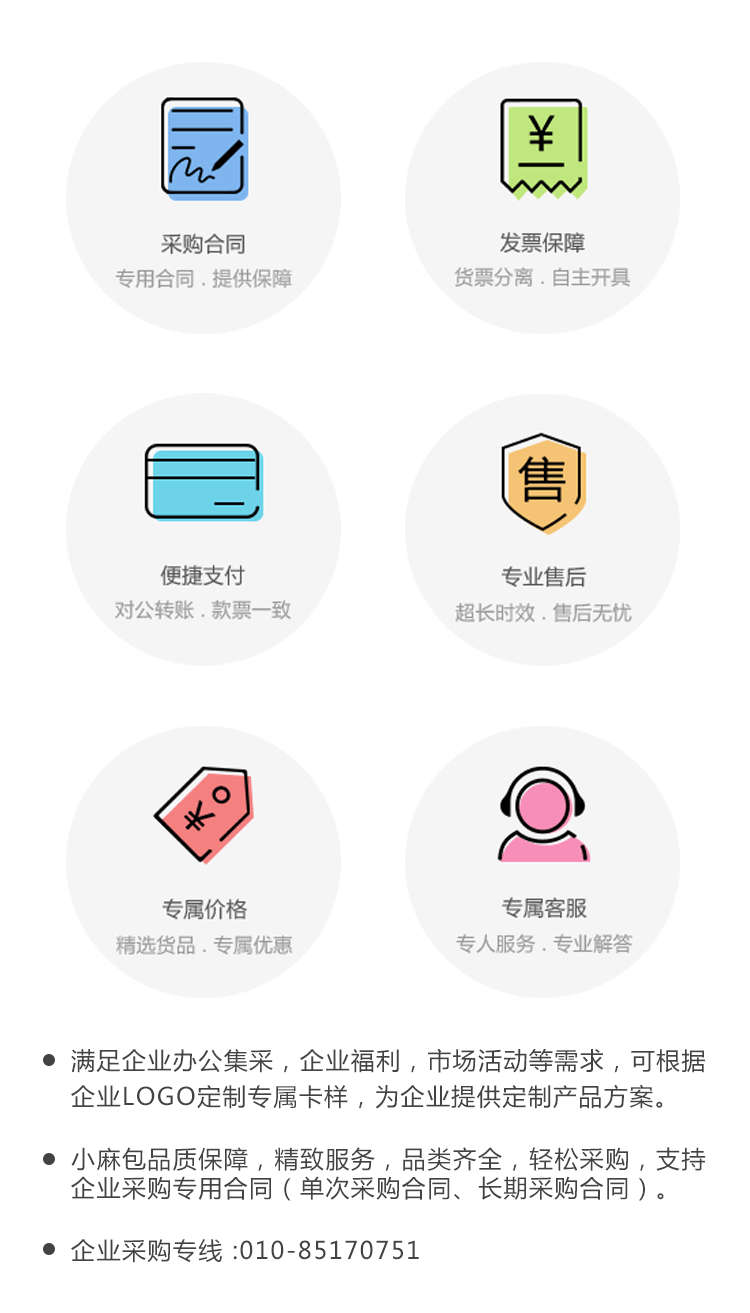 ¥
采购合同
专用合同 . 提供保障
¥
发票保障
货票分离 . 自主开具
便捷支付
对公转账 . 款票一致
售
专业售后
超长时效 . 售后无忧
¥
专属价格
精选货品 . 专属优惠
专属客服
专人服务 . 专业解答
● 满足企业办公集采，企业福利，市场活动等需求，可根据
企业LOGO定制专属卡样，为企业提供定制产品方案。
● 小麻包品质保障，精致服务，品类齐全，轻松采购，支持
企业采购专用合同（单次采购合同、长期采购合同）。
● 企业采购专线 :010-85170751